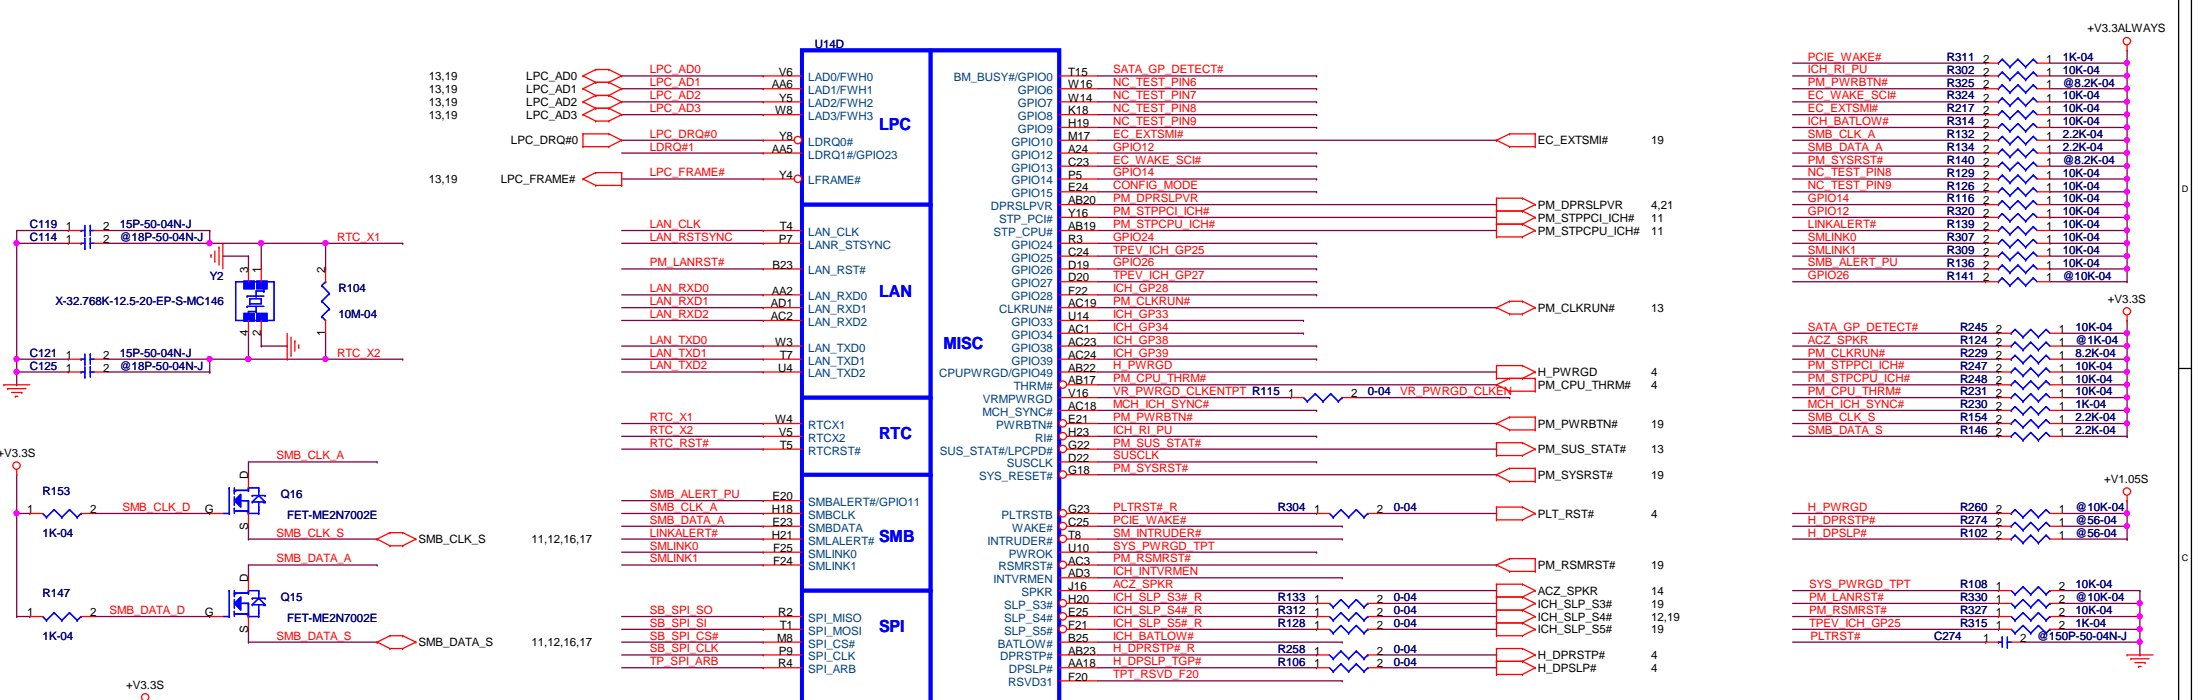 U14D
13,19 LPC_AD0 LPC_AD0 V6 LAD0/FWH0
13,19 LPC_AD1 LPC_AD1 AA6 LAD1/FWH1
13,19 LPC_AD2 LPC_AD2 Y5 LAD2/FWH2
13,19 LPC_AD3 LPC_AD3 W8 LAD3/FWH3
LPC
LPC_DRQ#0 LPC_DRQ#0 Y8 LDRQ0#
LDRQ#1 AA5 LDRQ1#/GPIO23
13,19 LPC_FRAME# LPC_FRAME# Y4 LFRAME#
LAN_CLK T4 LAN_CLK
LAN_RSTSYNC P7 LANR_STSYNC
PM_LANRST# B23 LAN_RST#
LAN
LAN_RXD0 AA2 LAN_RXD0
LAN_RXD1 AD1 LAN_RXD1
LAN_RXD2 AC2 LAN_RXD2
LAN_TXD0 W3 LAN_TXD0
LAN_TXD1 T7 LAN_TXD1
LAN_TXD2 U4 LAN_TXD2
RTC_X1 W4 RTCX1
RTC_X2 V5 RTCX2
RTC_RST# T5 RTCRST#
RTC
SMB_ALERT_PU E20 SMBALERT#/GPIO11
SMB_CLK_A H18 SMBCLK
SMB_DATA_A E23 SMBDATA
LINKALERT# H21 SMLALERT#
SMLINK0 F25 SMLINK0
SMLINK1 F24 SMLINK1
SMB
SB_SPI_SO R2 SPI_MISO
SB_SPI_SI T1 SPI_MOSI
SB_SPI_CS# M8 SPI_CS#
SB_SPI_CLK P9 SPI_CLK
TP_SPI_ARB R4 SPI_ARB
SPI
C119 1 2 15P-50-04N-J
C114 1 2 @18P-50-04N-J RTC_X1
Y2 3 1
X-32.768K-12.5-20-EP-S-MC146
4 2
2 R104
10M-04
1
C121 1 2 15P-50-04N-J RTC_X2
C125 1 2 @18P-50-04N-J
+V3.3S
SMB_CLK_A
R153 D Q16
1 2 SMB_CLK_D G FET-ME2N7002E
1K-04 S SMB_CLK_S
SMB_CLK_S 11,12,16,17
SMB_DATA_A
R147 D Q15
1 2 SMB_DATA_D G FET-ME2N7002E
1K-04 S SMB_DATA_S
SMB_DATA_S 11,12,16,17
+V3.3S
MISC
BM_BUSY#/GPIO0 T15 SATA_GP_DETECT#
GPIO6 W16 NC_TEST_PIN6
GPIO7 W14 NC_TEST_PIN7
GPIO8 K18 NC_TEST_PIN8
GPIO9 H19 NC_TEST_PIN9
GPIO10 M17 EC_EXTSMI# EC_EXTSMI# 19
GPIO12 A24 GPIO12
GPIO13 C23 EC_WAKE_SCI#
GPIO14 P5 GPIO14
GPIO15 E24 CONFIG_MODE
DPRSLPVR AB20 PM_DPRSLPVR PM_DPRSLPVR 4,21
STP_PCI# Y16 PM_STPPCI_ICH# PM_STPPCI_ICH# 11
STP_CPU# AB19 PM_STPCPU_ICH# PM_STPCPU_ICH# 11
GPIO24 R3 GPIO24
GPIO25 C24 TPEV_ICH_GP25
GPIO26 D19 GPIO26
GPIO27 D20 TPEV_ICH_GP27
GPIO28 F22 ICH_GP28
CLKRUN# AC19 PM_CLKRUN# PM_CLKRUN# 13
GPIO33 U14 ICH_GP33
GPIO34 AC1 ICH_GP34
GPIO38 AC23 ICH_GP38
GPIO39 AC24 ICH_GP39
CPUPWRGD/GPIO49 AB22 H_PWRGD H_PWRGD 4
THRM# AB17 PM_CPU_THRM# PM_CPU_THRM# 4
VRMPWRGD V16 VR_PWRGD_CLKENTPT R115 1 2 0-04 VR_PWRGD_CLKEN
MCH_SYNC# AC18 MCH_ICH_SYNC#
PWRBTN# E21 PM_PWRBTN# PM_PWRBTN# 19
RI# H23 ICH_RI_PU
SUS_STAT#/LPCPD# G22 PM_SUS_STAT# PM_SUS_STAT# 13
SUSCLK D22 SUSCLK
SYS_RESET# G18 PM_SYSRST# PM_SYSRST# 19
PLTRSTB G23 PLTRST#_R R304 1 2 0-04 PLT_RST# 4
WAKE# C25 PCIE_WAKE#
INTRUDER# T8 SM_INTRUDER#
PWROK U10 SYS_PWRGD_TPT
RSMRST# AC3 PM_RSMRST# PM_RSMRST# 19
INTVRMEN AD3 ICH_INTVRMEN
SPKR J16 ACZ_SPKR ACZ_SPKR 14
SLP_S3# H20 ICH_SLP_S3#_R R133 1 2 0-04 ICH_SLP_S3# 19
SLP_S4# E25 ICH_SLP_S4#_R R312 1 2 0-04 ICH_SLP_S4# 12,19
SLP_S5# F21 ICH_SLP_S5#_R R128 1 2 0-04 ICH_SLP_S5# 19
BATLOW# B25 ICH_BATLOW#
DPRSTP# AB23 H_DPRSTP#_R R258 1 2 0-04 H_DPRSTP# 4
DPSLP# AA18 H_DPSLP_TGP# R106 1 2 0-04 H_DPSLP# 4
RSVD31 F20 TPT_RSVD_F20
+V3.3ALWAYS
PCIE_WAKE# R311 2 1 1K-04
ICH_RI_PU R302 2 1 10K-04
PM_PWRBTN# R325 2 1 @8.2K-04
EC_WAKE_SCI# R324 2 1 10K-04
EC_EXTSMI# R217 2 1 10K-04
ICH_BATLOW# R314 2 1 10K-04
SMB_CLK_A R132 2 1 2.2K-04
SMB_DATA_A R134 2 1 2.2K-04
PM_SYSRST# R140 2 1 @8.2K-04
NC_TEST_PIN8 R129 2 1 10K-04
NC_TEST_PIN9 R126 2 1 10K-04
GPIO14 R116 2 1 10K-04
GPIO12 R320 2 1 10K-04
LINKALERT# R139 2 1 10K-04
SMLINK0 R307 2 1 10K-04
SMLINK1 R309 2 1 10K-04
SMB_ALERT_PU R136 2 1 10K-04
GPIO26 R141 2 1 @10K-04
+V3.3S
SATA_GP_DETECT# R245 2 1 10K-04
ACZ_SPKR R124 2 1 @1K-04
PM_CLKRUN# R229 2 1 8.2K-04
PM_STPPCI_ICH# R247 2 1 10K-04
PM_STPCPU_ICH# R248 2 1 10K-04
PM_CPU_THRM# R231 2 1 10K-04
MCH_ICH_SYNC# R230 2 1 1K-04
SMB_CLK_S R154 2 1 2.2K-04
SMB_DATA_S R146 2 1 2.2K-04
+V1.05S
H_PWRGD R260 2 1 @10K-04
H_DPRSTP# R274 2 1 @56-04
H_DPSLP# R102 2 1 @56-04
SYS_PWRGD_TPT R108 1 2 10K-04
PM_LANRST# R330 1 2 @10K-04
PM_RSMRST# R327 1 2 10K-04
TPEV_ICH_GP25 R315 1 2 1K-04
PLTRST# C274 1 2 @150P-50-04N-J
D
C